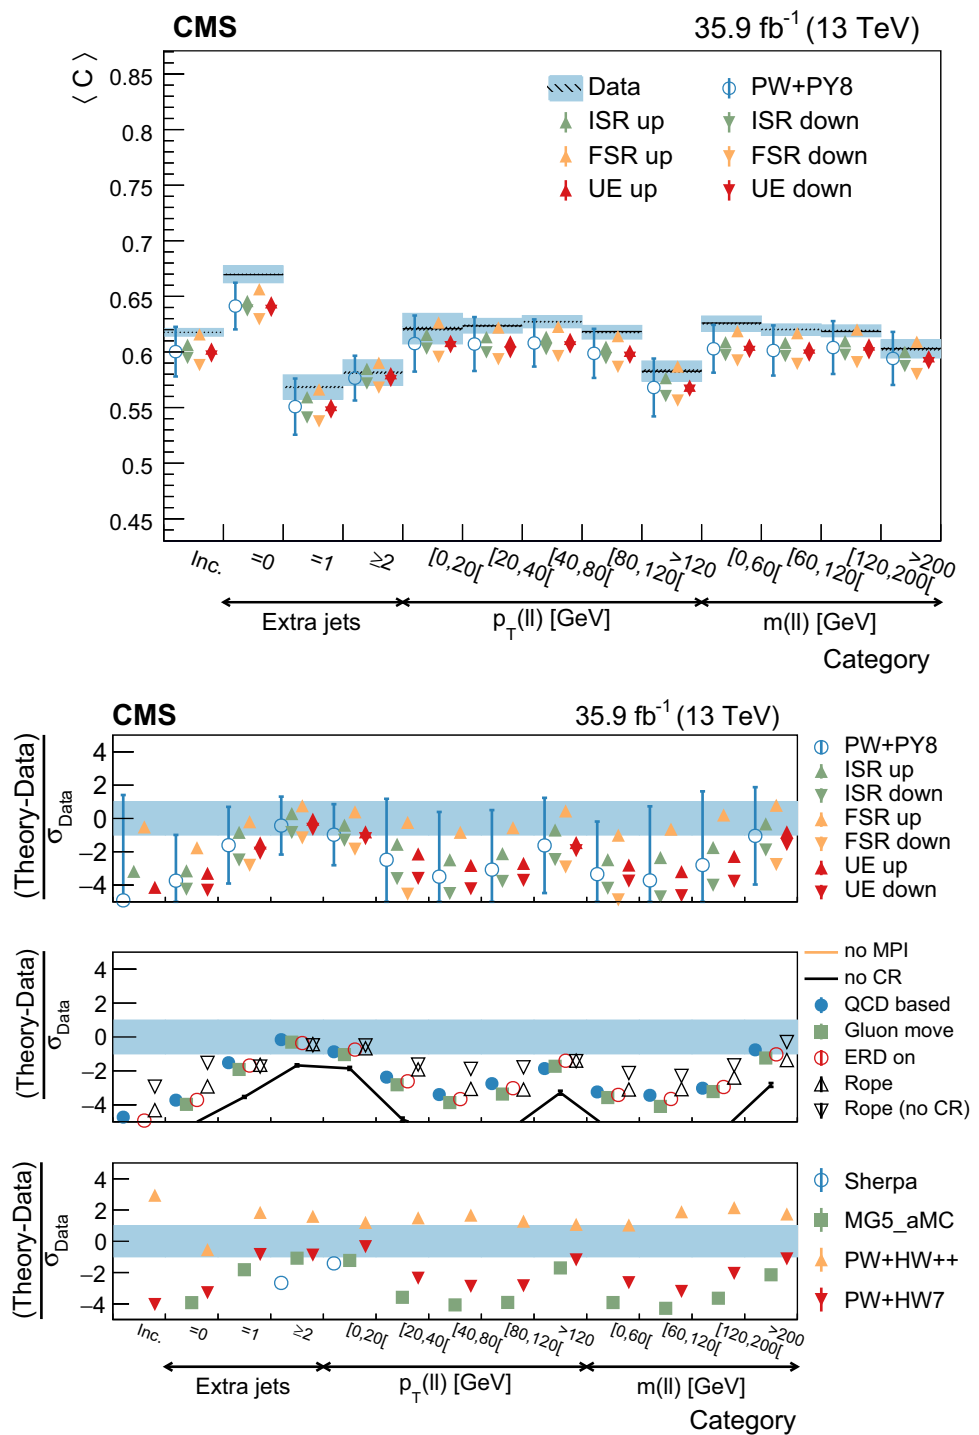 CMS 35.9 fb⁻¹ (13 TeV)
⟨ C ⟩
0.85
0.8
0.75
0.7
0.65
0.6
0.55
0.5
0.45
Data PW+PY8
ISR up ISR down
FSR up FSR down
UE up UE down
Inc. =0 =1 ≥2 [0,20[ [20,40[ [40,80[ [80,120[ >120 [0,60[ [60,120[ [120,200[ >200
Extra jets p_T(ll) [GeV] m(ll) [GeV]
Category
CMS 35.9 fb⁻¹ (13 TeV)
(Theory-Data)
σ_Data
4
2
0
−2
−4
PW+PY8
ISR up
ISR down
FSR up
FSR down
UE up
UE down
(Theory-Data)
σ_Data
4
2
0
−2
−4
no MPI
no CR
QCD based
Gluon move
ERD on
Rope
Rope (no CR)
(Theory-Data)
σ_Data
4
2
0
−2
−4
Sherpa
MG5_aMC
PW+HW++
PW+HW7
Inc. =0 =1 ≥2 [0,20[ [20,40[ [40,80[ [80,120[ >120 [0,60[ [60,120[ [120,200[ >200
Extra jets p_T(ll) [GeV] m(ll) [GeV]
Category